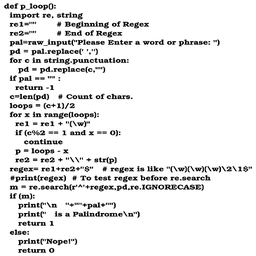 def p_loop():
import re, string
re1="" # Beginning of Regex
re2="" # End of Regex
pal=raw_input("Please Enter a word or phrase: ")
pd = pal.replace(' ','')
for c in string.punctuation:
pd = pd.replace(c,"")
if pal == "" :
return -1
c=len(pd) # Count of chars.
loops = (c+1)/2
for x in range(loops):
re1 = re1 + "(\w)"
if (c%2 == 1 and x == 0):
continue
p = loops - x
re2 = re2 + "\\" + str(p)
regex= re1+re2+"$" # regex is like "(\w)(\w)(\w)\2\1$"
#print(regex) # To test regex before re.search
m = re.search(r'^'+regex,pd,re.IGNORECASE)
if (m):
print("\n "+'"'+pal+'"')
print(" is a Palindrome\n")
return 1
else:
print("Nope!")
return 0